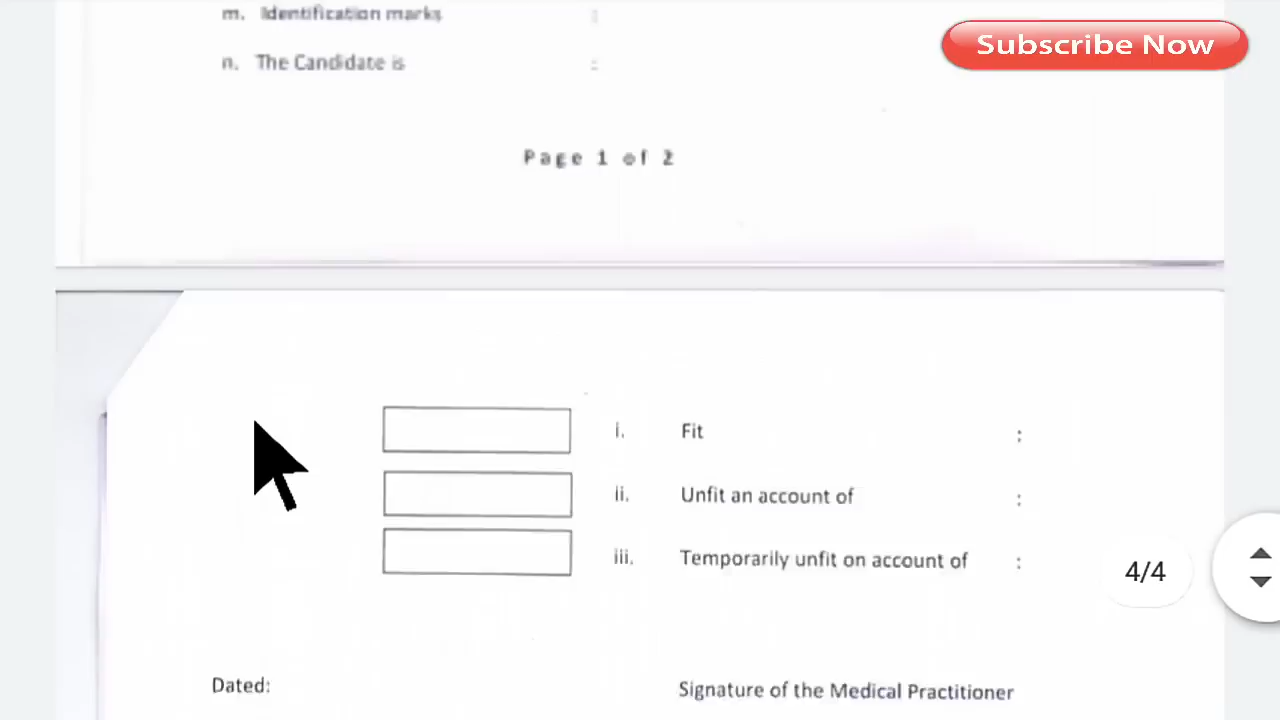 m. Identification marks :
Subscribe Now
n. The Candidate is :
Page 1 of 2
i. Fit :
ii. Unfit an account of :
iii. Temporarily unfit on account of :
4/4
Dated:
Signature of the Medical Practitioner